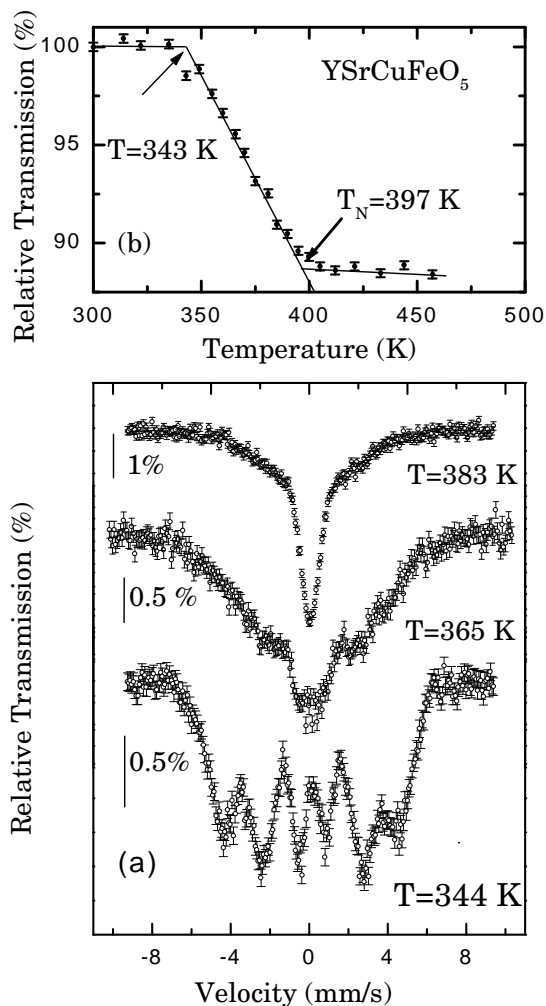 Relative Transmission (%)
100
95
90
YSrCuFeO₅
T=343 K
T_N=397 K
(b)
300
350
400
450
500
Temperature (K)
Relative Transmission (%)
1%
T=383 K
0.5 %
T=365 K
0.5%
(a)
T=344 K
-8
-4
0
4
8
Velocity (mm/s)